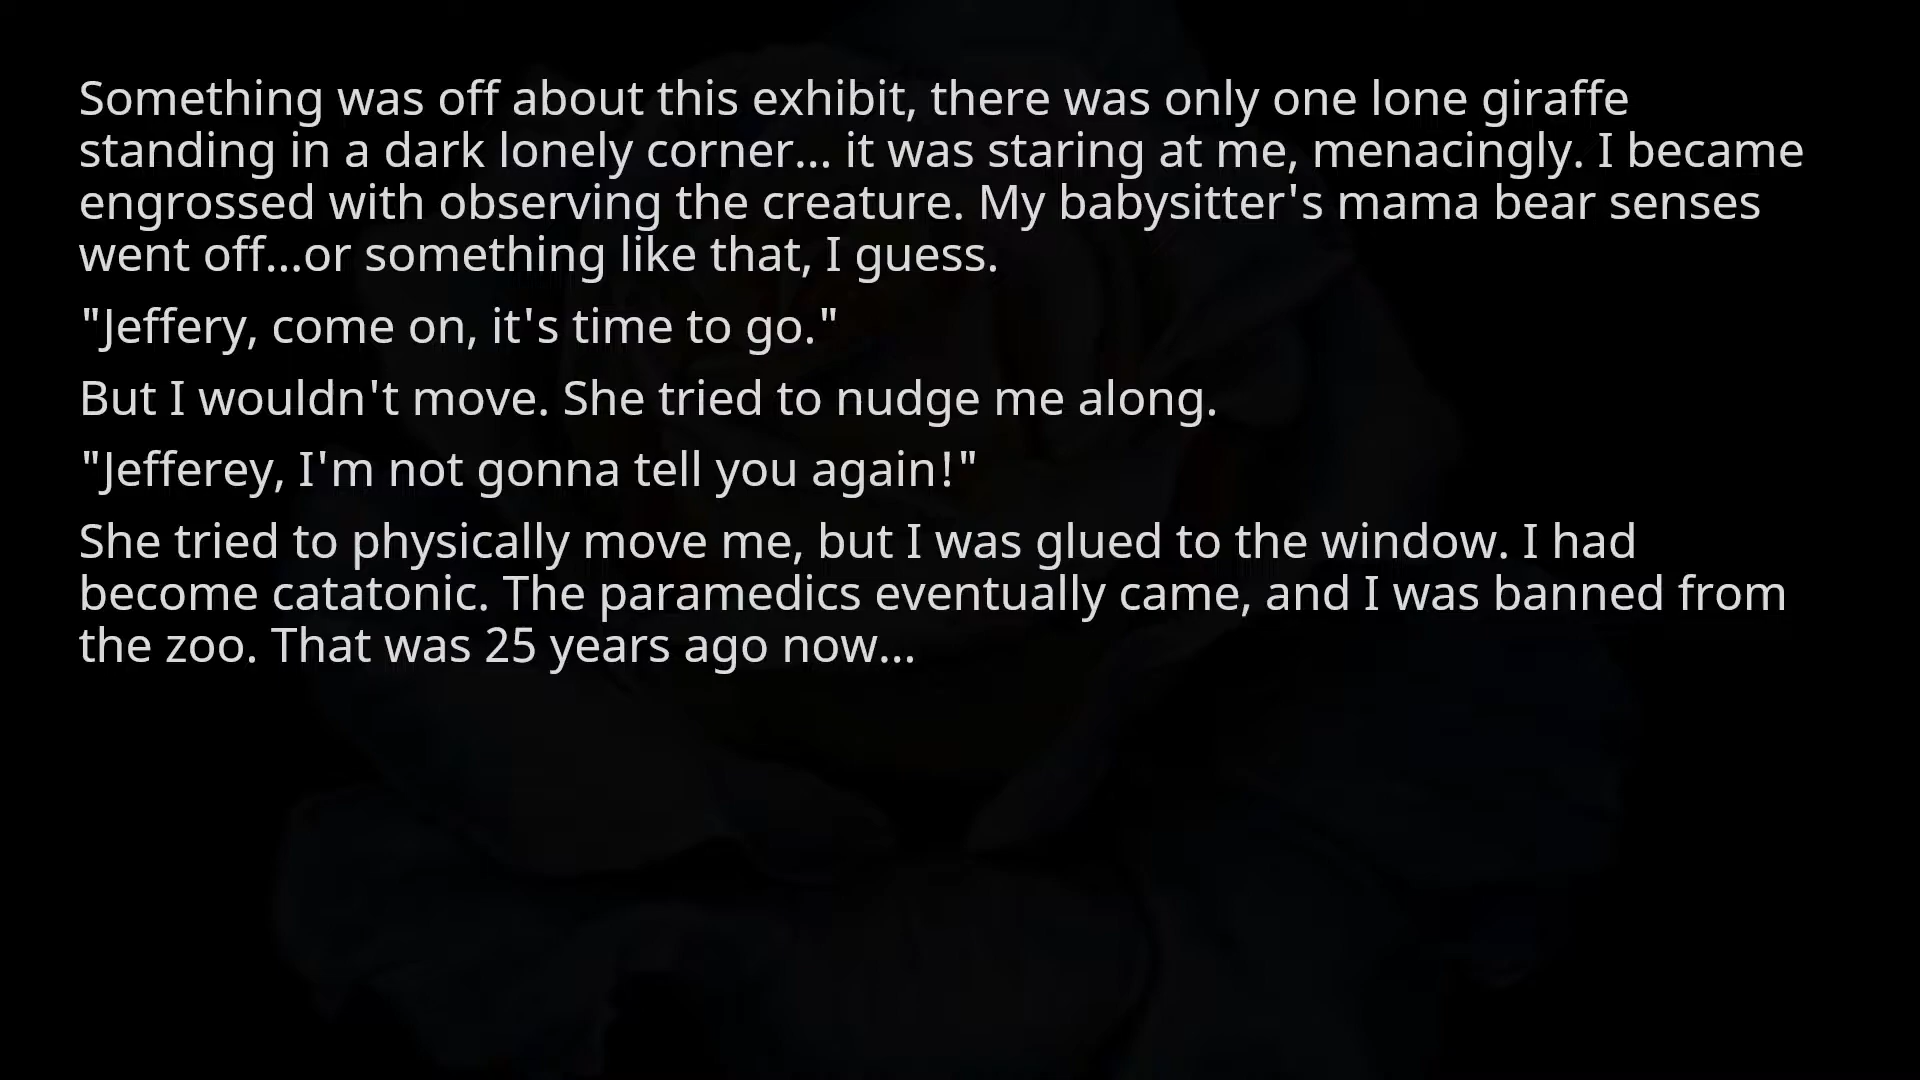 Something was off about this exhibit, there was only one lone giraffe
standing in a dark lonely corner... it was staring at me, menacingly. I became
engrossed with observing the creature. My babysitter's mama bear senses
went off...or something like that, I guess.
"Jeffery, come on, it's time to go."
But I wouldn't move. She tried to nudge me along.
"Jefferey, I'm not gonna tell you again!"
She tried to physically move me, but I was glued to the window. I had
become catatonic. The paramedics eventually came, and I was banned from
the zoo. That was 25 years ago now...